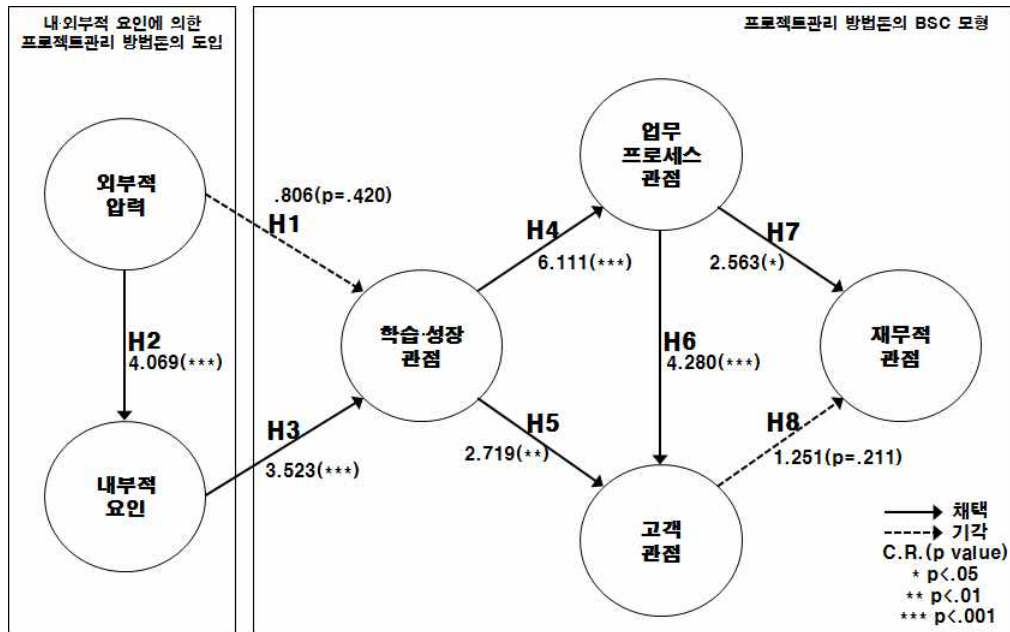 내·외부적 요인에 의한
프로젝트관리 방법돈의 도입
프로젝트관리 방법돈의 BSC 모형
외부적
압력
.806(p=.420)
H1
H2
4.069(***)
내부적
요인
H3
3.523(***)
학습·성장
관점
H4
6.111(***)
H5
2.719(**)
업무
프로세스
관점
H6
4.280(***)
H7
2.563(*)
재무적
관점
H8
1.251(p=.211)
고객
관점
채택
기각
C.R.(p value)
* p<.05
** p<.01
*** p<.001